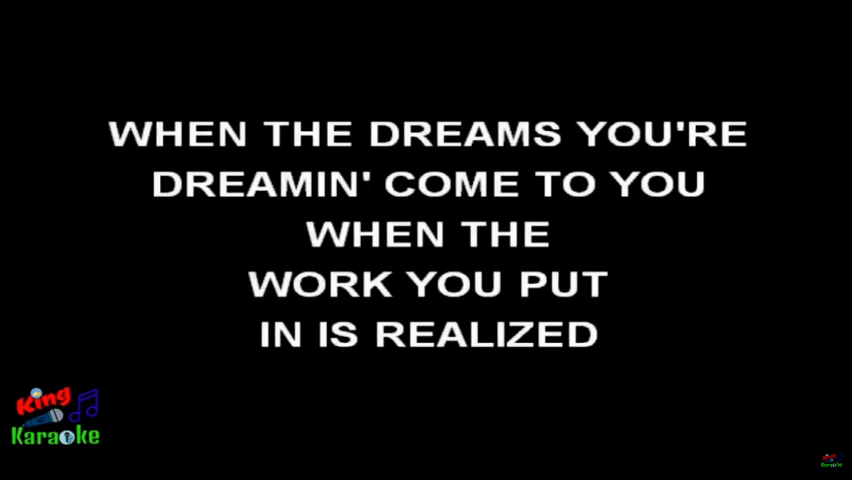 WHEN THE DREAMS YOU'RE
DREAMIN' COME TO YOU
WHEN THE
WORK YOU PUT
IN IS REALIZED
King
Karaoke